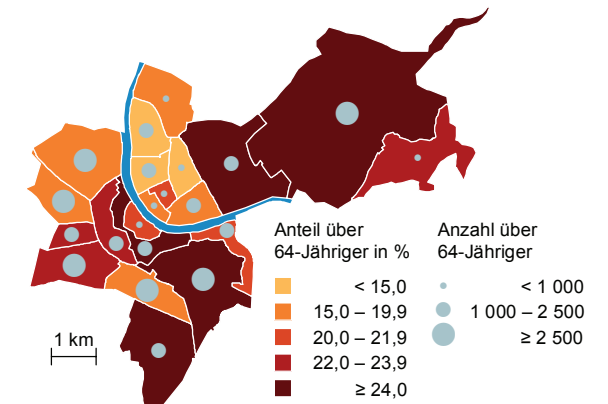 Anteil über
64-Jähriger in %
< 15,0
15,0 – 19,9
20,0 – 21,9
22,0 – 23,9
≥ 24,0
Anzahl über
64-Jähriger
< 1 000
1 000 – 2 500
≥ 2 500
1 km